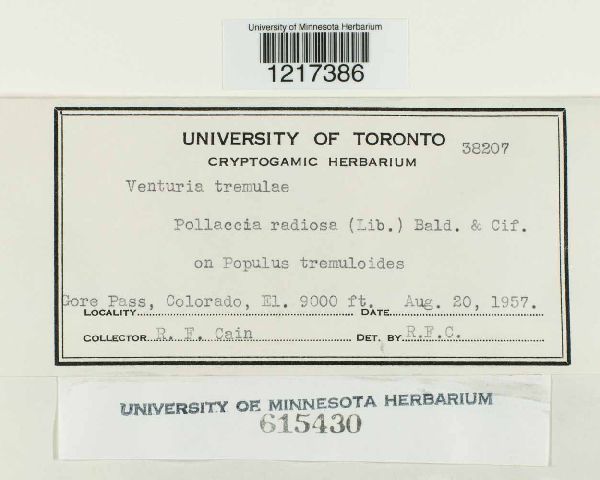 University of Minnesota Herbarium
1217386
UNIVERSITY OF TORONTO 38207
CRYPTOGAMIC HERBARIUM
Venturia tremulae
Pollaccia radiosa (Lib.) Bald. & Cif.
on Populus tremuloides
Gore Pass, Colorado, El. 9000 ft. Aug. 20, 1957.
LOCALITY DATE
COLLECTOR R. F. Cain DET. BY R.F.C.
UNIVERSITY OF MINNESOTA HERBARIUM
615430